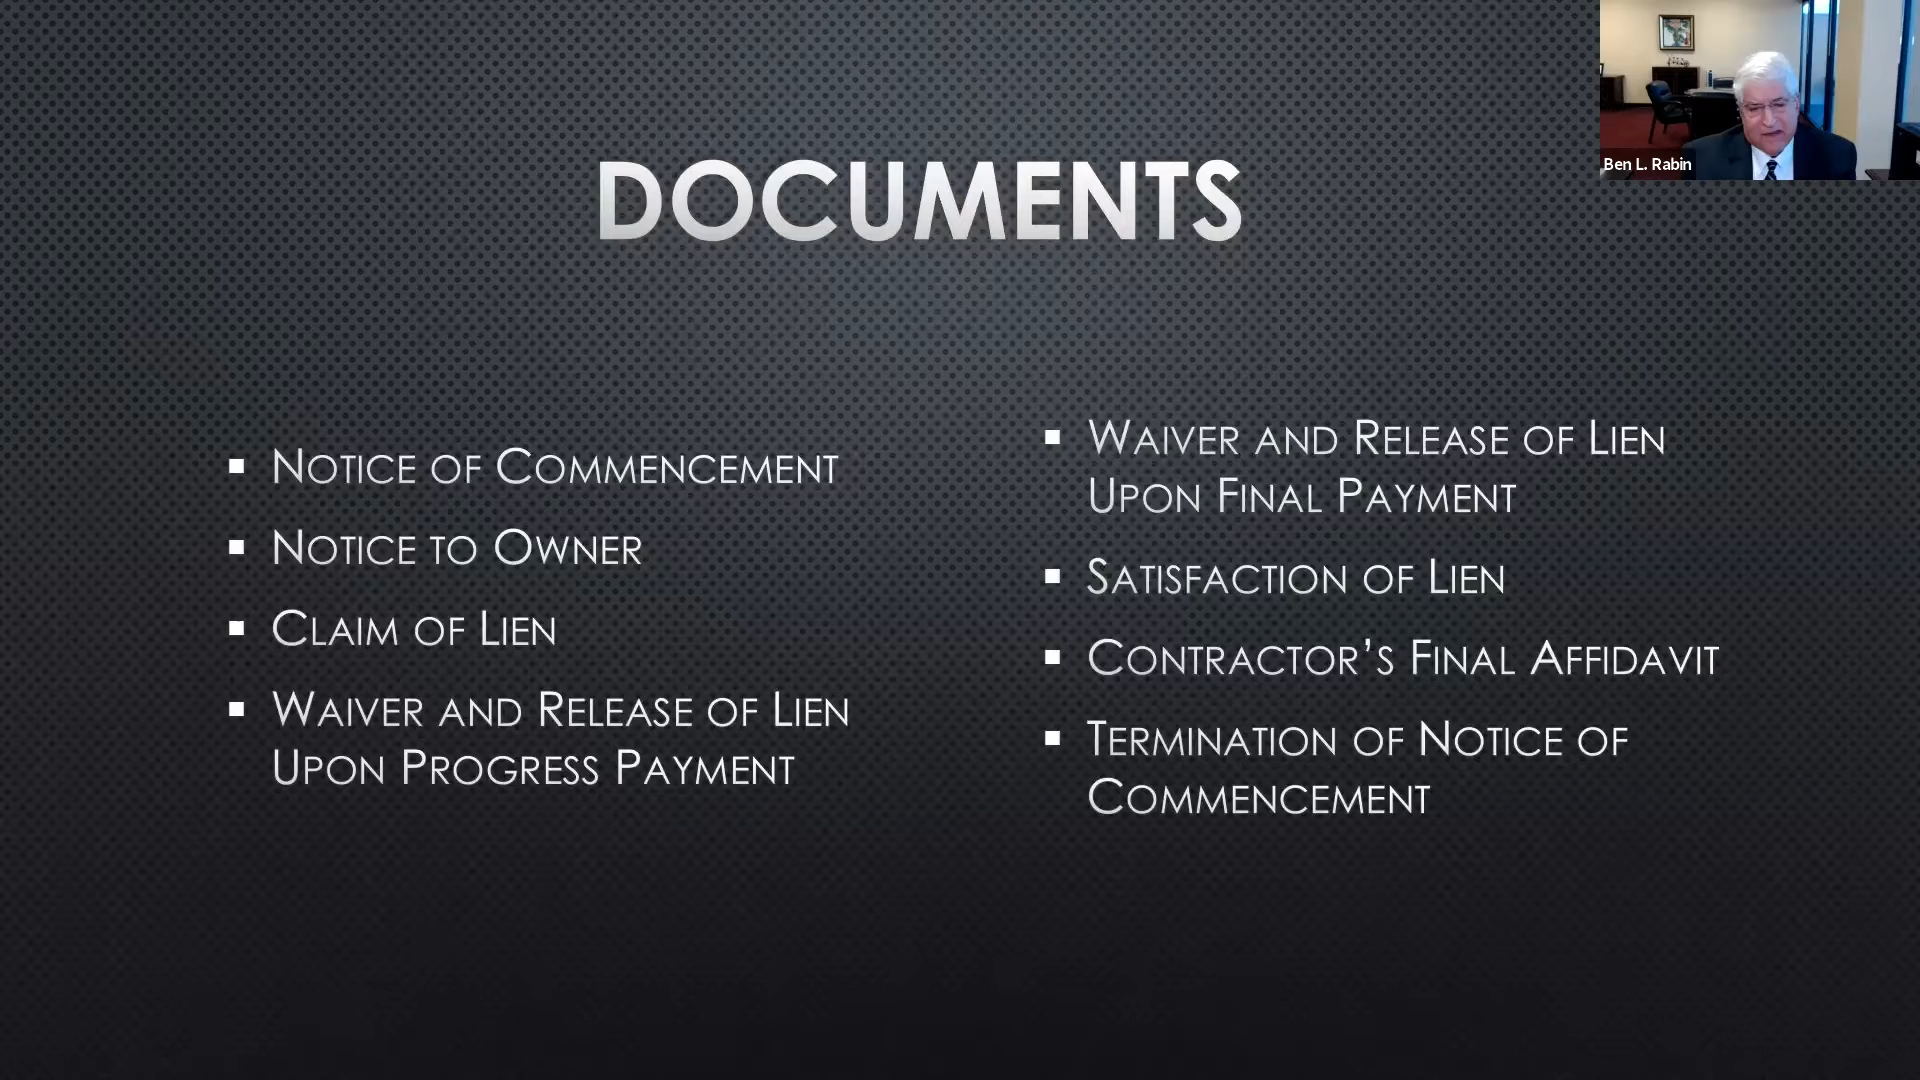 Ben L. Rabin
DOCUMENTS
▪ NOTICE OF COMMENCEMENT
▪ NOTICE TO OWNER
▪ CLAIM OF LIEN
▪ WAIVER AND RELEASE OF LIEN
UPON PROGRESS PAYMENT
▪ WAIVER AND RELEASE OF LIEN
UPON FINAL PAYMENT
▪ SATISFACTION OF LIEN
▪ CONTRACTOR’S FINAL AFFIDAVIT
▪ TERMINATION OF NOTICE OF
COMMENCEMENT